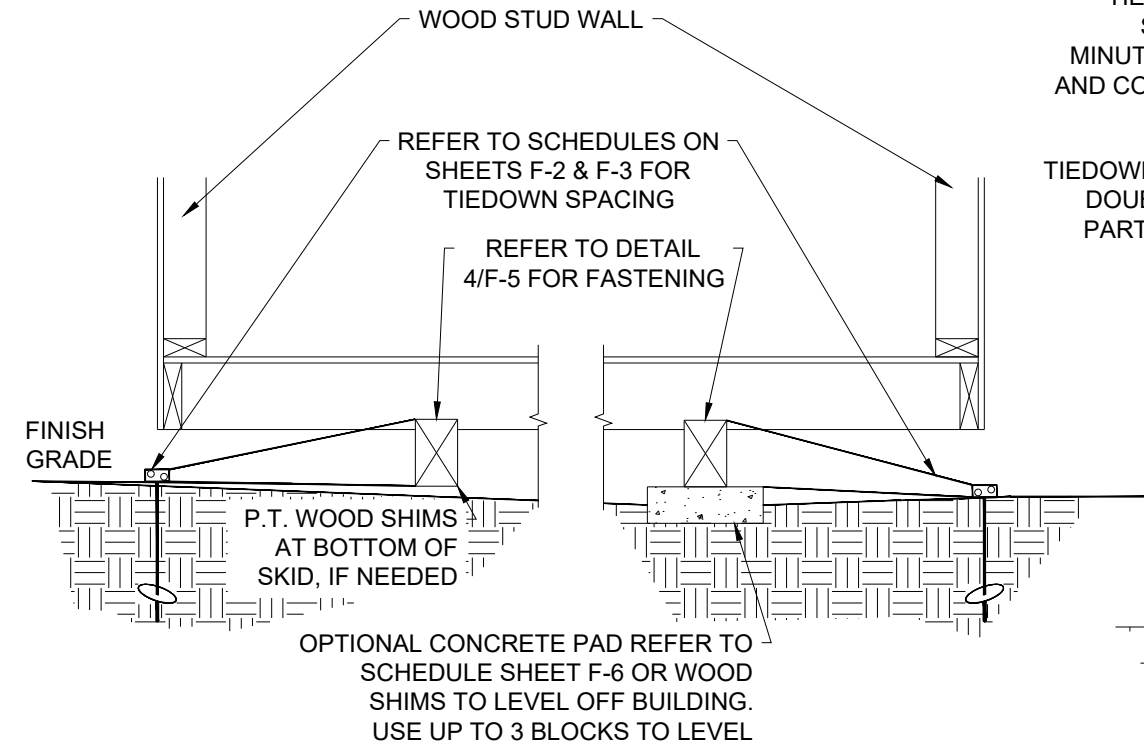 WOOD STUD WALL
REFER TO SCHEDULES ON
SHEETS F-2 & F-3 FOR
TIEDOWN SPACING
REFER TO DETAIL
4/F-5 FOR FASTENING
FINISH
GRADE
P.T. WOOD SHIMS
AT BOTTOM OF
SKID, IF NEEDED
OPTIONAL CONCRETE PAD REFER TO
SCHEDULE SHEET F-6 OR WOOD
SHIMS TO LEVEL OFF BUILDING.
USE UP TO 3 BLOCKS TO LEVEL
AND